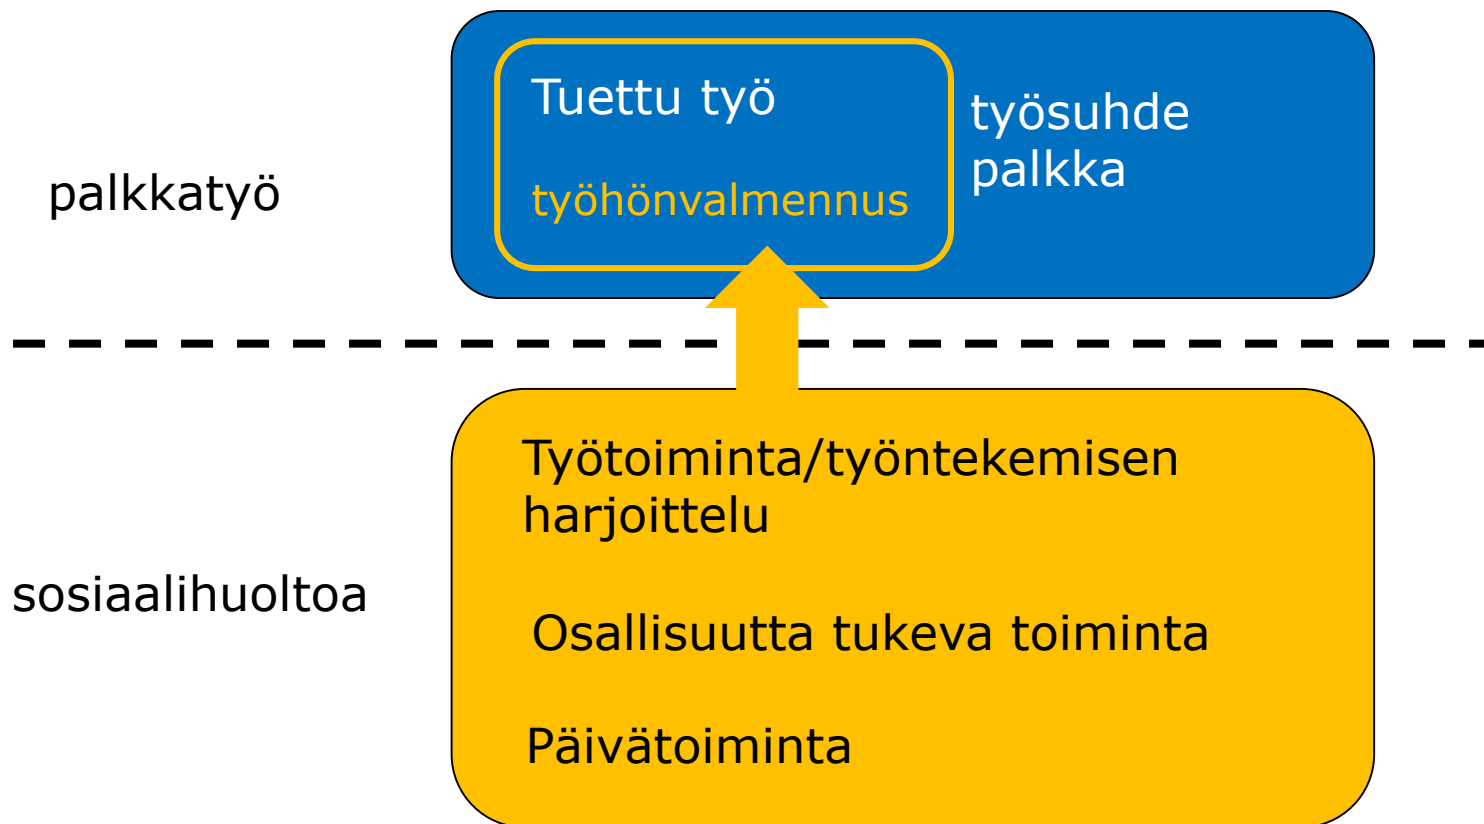 palkkatyö
Tuettu työ
työhönvalmennus
työsuhde
palkka
sosiaalihuoltoa
Työtoiminta/työntekemisen
harjoittelu
Osallisuutta tukeva toiminta
Päivätoiminta